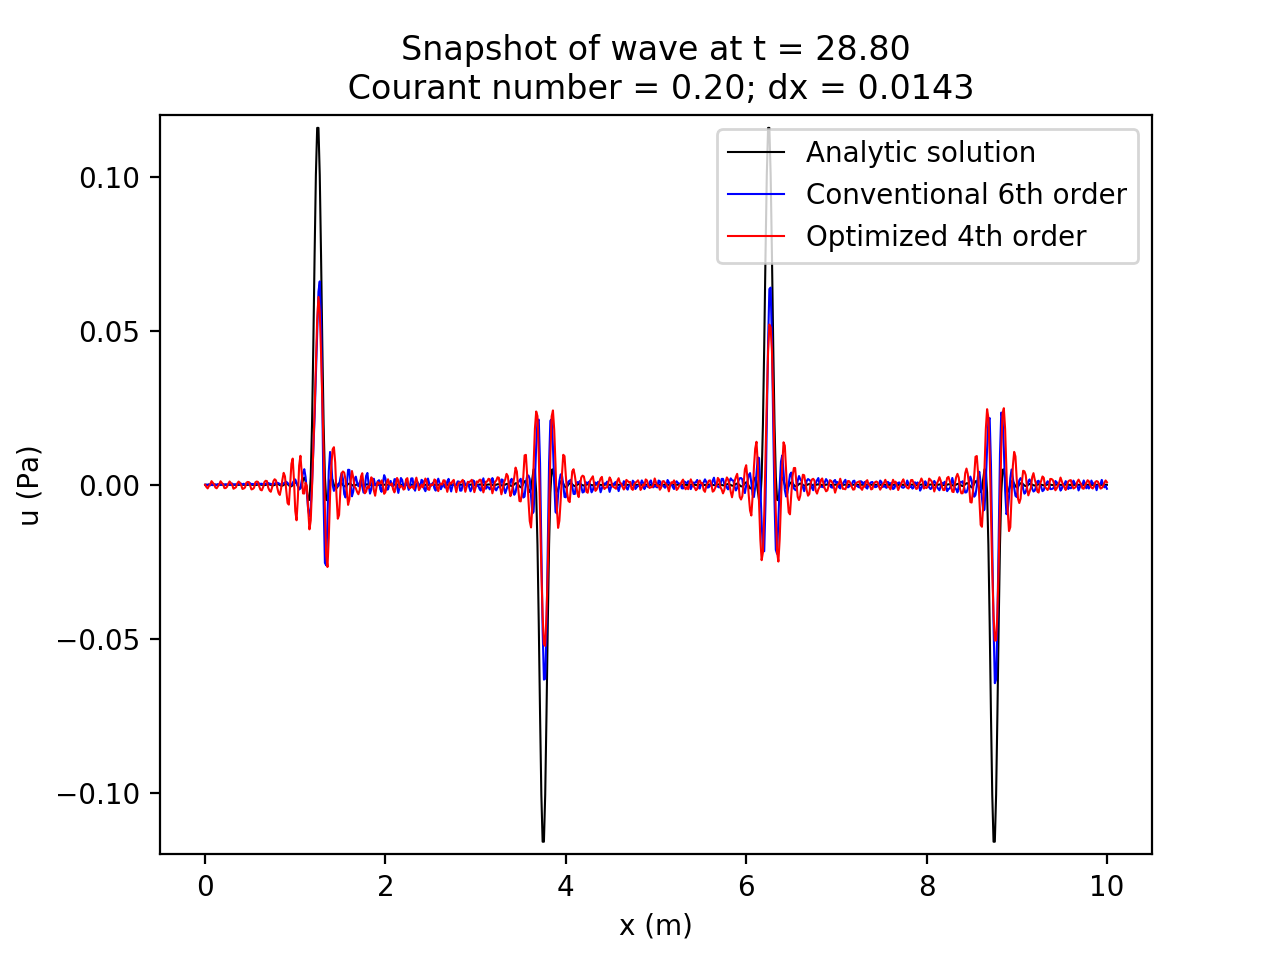 Snapshot of wave at t = 28.80
Courant number = 0.20; dx = 0.0143
Analytic solution
Conventional 6th order
Optimized 4th order
u (Pa)
0.10
0.05
0.00
−0.05
−0.10
0 2 4 6 8 10
x (m)